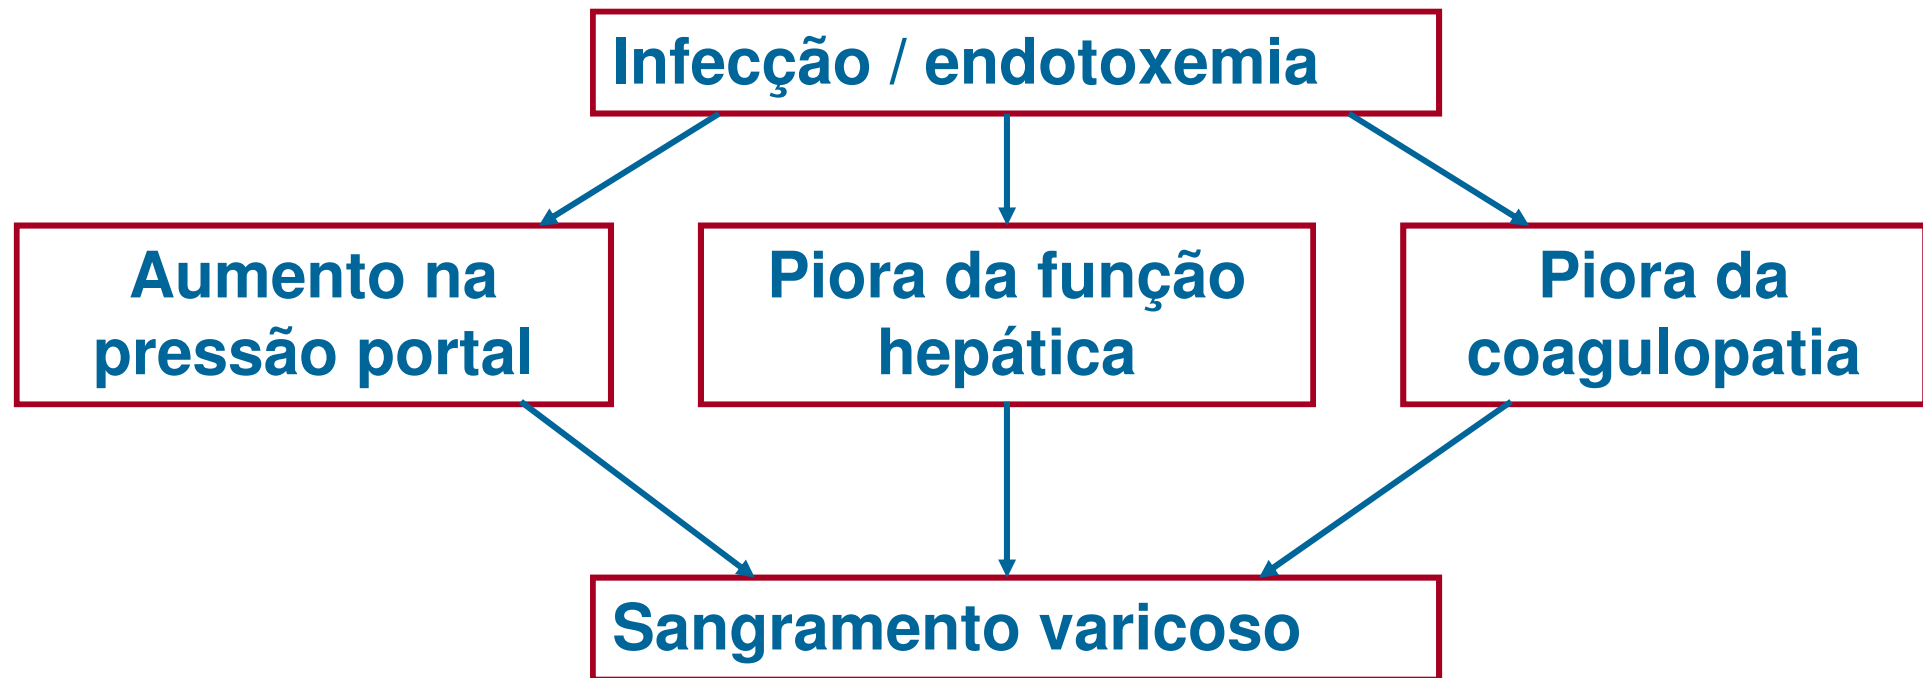 Infecção / endotoxemia
Aumento na
pressão portal
Piora da função
hepática
Piora da
coagulopatia
Sangramento varicoso